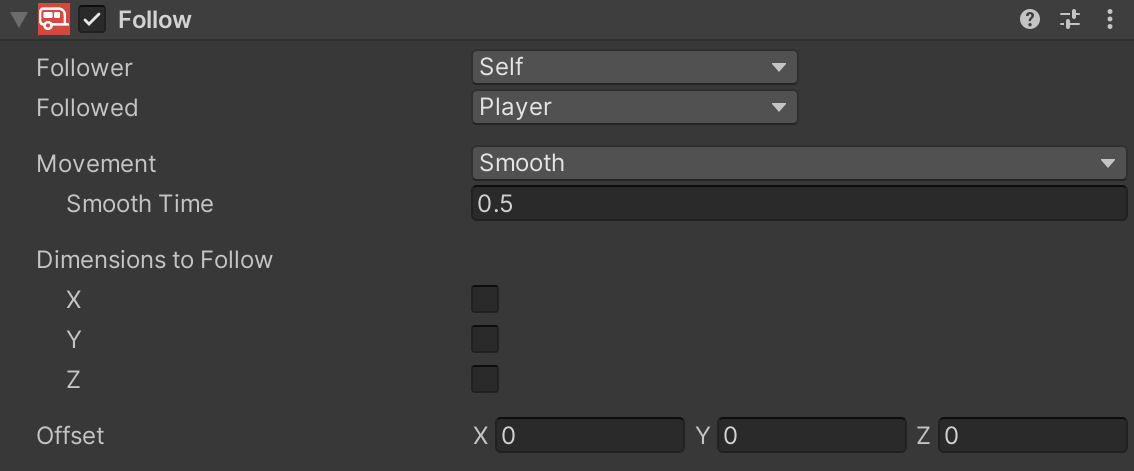 Follow
Follower Self
Followed Player
Movement Smooth
Smooth Time 0.5
Dimensions to Follow
X
Y
Z
Offset X 0 Y 0 Z 0